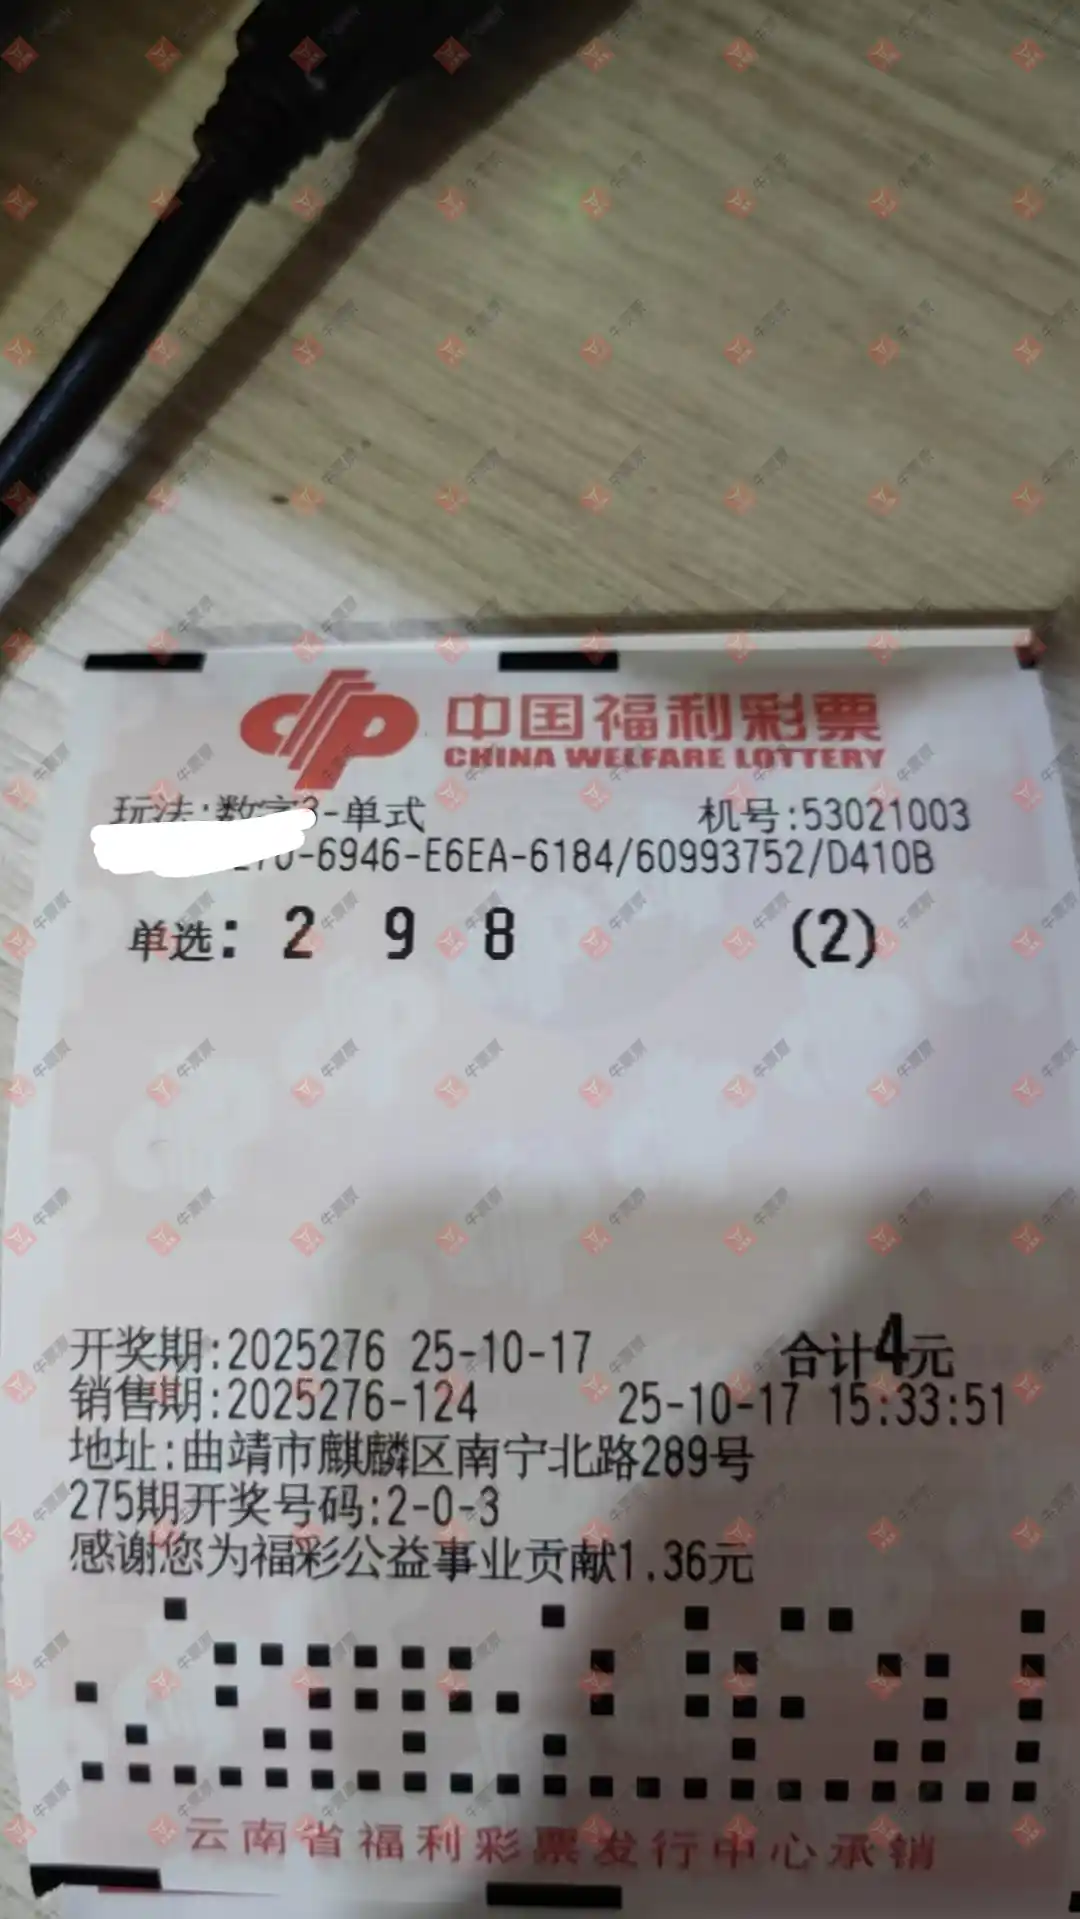 中国福利彩票
CHINA WELFARE LOTTERY
玩法:数字3-单式 机号:53021003
-6946-E6EA-6184/60993752/D410B
单选: 2 9 8 (2)
开奖期:2025276 25-10-17 合计4元
销售期:2025276-124 25-10-17 15:33:51
地址:曲靖市麒麟区南宁北路289号
275期开奖号码:2-0-3
感谢您为福彩公益事业贡献1.36元
云南省福利彩票发行中心承销